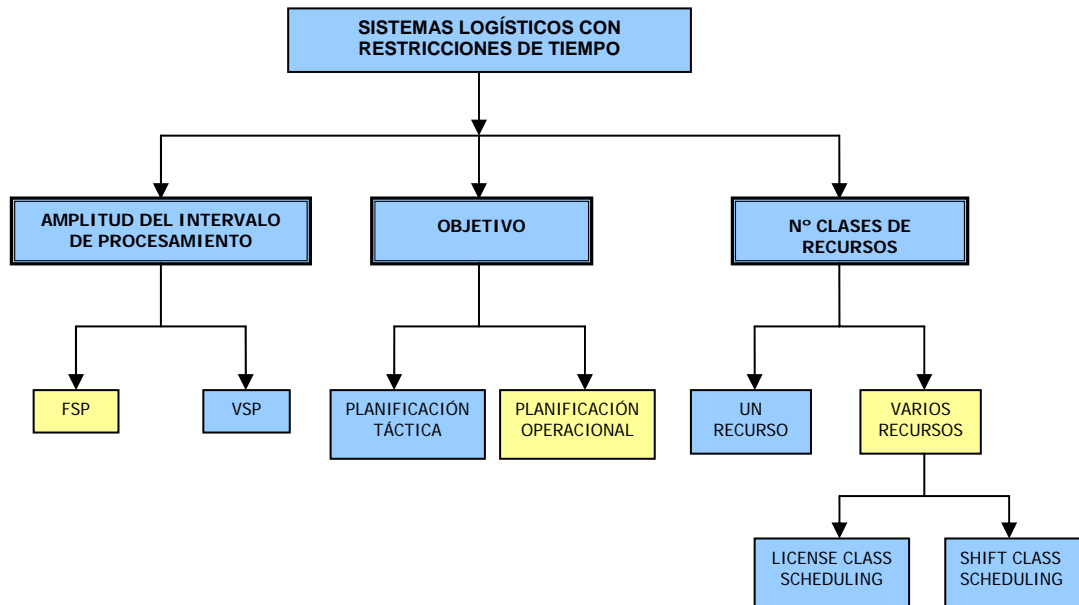 SISTEMAS LOGÍSTICOS CON
RESTRICCIONES DE TIEMPO
AMPLITUD DEL INTERVALO
DE PROCESAMIENTO
OBJETIVO
Nº CLASES DE
RECURSOS
FSP
VSP
PLANIFICACIÓN
TÁCTICA
PLANIFICACIÓN
OPERACIONAL
UN
RECURSO
VARIOS
RECURSOS
LICENSE CLASS
SCHEDULING
SHIFT CLASS
SCHEDULING